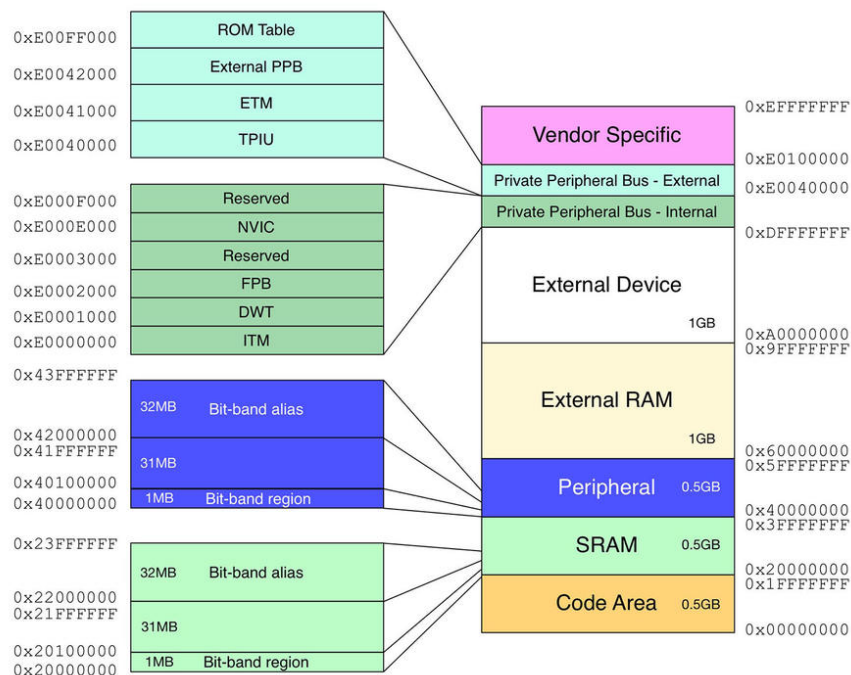 0xE00FF000 ROM Table
0xE0042000 External PPB
0xE0041000 ETM
0xE0040000 TPIU
0xE000F000 Reserved
0xE000E000 NVIC
0xE0003000 Reserved
0xE0002000 FPB
0xE0001000 DWT
0xE0000000 ITM
0x43FFFFFF
32MB Bit-band alias
0x42000000
0x41FFFFFF
31MB
0x40100000
1MB Bit-band region
0x40000000
0x23FFFFFF
32MB Bit-band alias
0x22000000
0x21FFFFFF
31MB
0x20100000
1MB Bit-band region
0x20000000
0xEFFFFFFF
Vendor Specific
0xE0100000
Private Peripheral Bus - External
0xE0040000
Private Peripheral Bus - Internal
0xDFFFFFFF
External Device
1GB
0xA0000000
0x9FFFFFFF
External RAM
1GB
0x60000000
0x5FFFFFFF
Peripheral 0.5GB
0x40000000
0x3FFFFFFF
SRAM 0.5GB
0x20000000
0x1FFFFFFF
Code Area 0.5GB
0x00000000